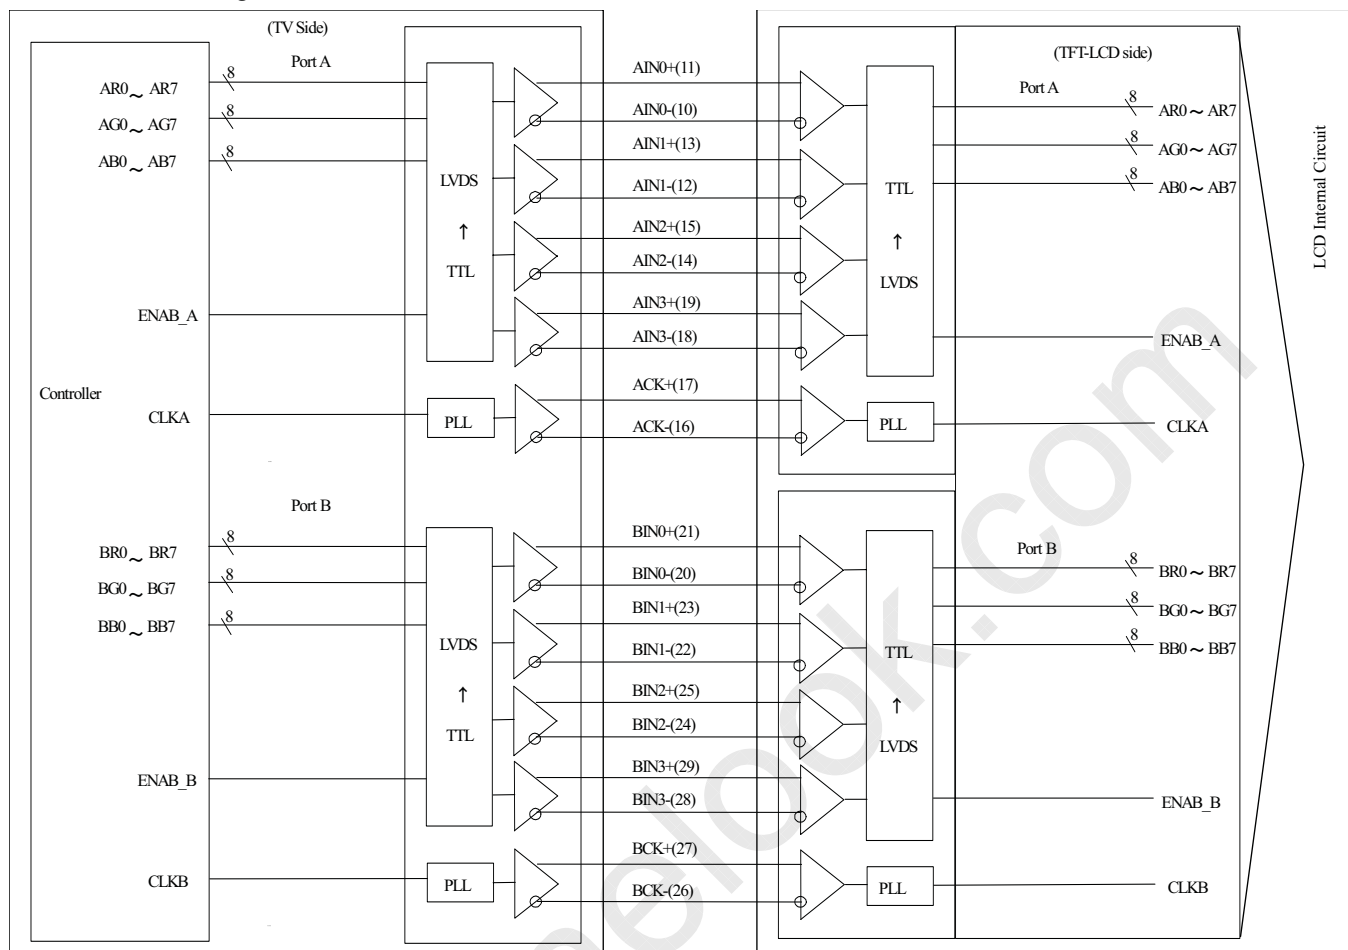 (TV Side)
Controller
Port A
AR0～AR7
8
AG0～AG7
8
AB0～AB7
8
ENAB_A
CLKA
LVDS
↑
TTL
PLL
Port B
BR0～BR7
8
BG0～BG7
8
BB0～BB7
8
ENAB_B
CLKB
LVDS
↑
TTL
PLL
AIN0+(11)
AIN0-(10)
AIN1+(13)
AIN1-(12)
AIN2+(15)
AIN2-(14)
AIN3+(19)
AIN3-(18)
ACK+(17)
ACK-(16)
BIN0+(21)
BIN0-(20)
BIN1+(23)
BIN1-(22)
BIN2+(25)
BIN2-(24)
BIN3+(29)
BIN3-(28)
BCK+(27)
BCK-(26)
(TFT-LCD side)
TTL
↑
LVDS
PLL
Port A
8
AR0～AR7
8
AG0～AG7
8
AB0～AB7
ENAB_A
CLKA
TTL
↑
LVDS
PLL
Port B
8
BR0～BR7
8
BG0～BG7
8
BB0～BB7
ENAB_B
CLKB
LCD Internal Circuit
elook.com